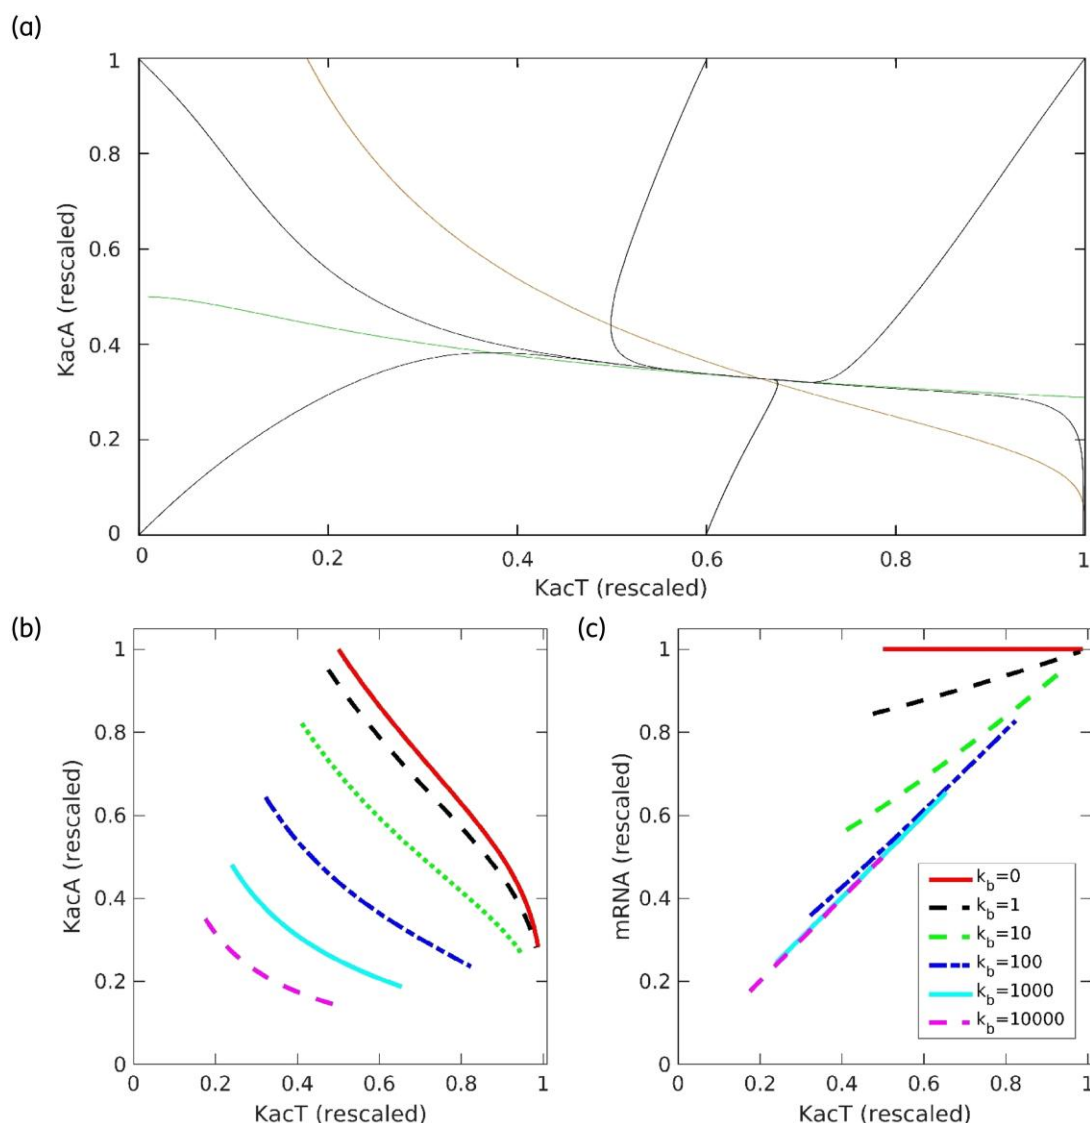 (a)
1
0.8
0.6
0.4
0.2
0
KacA (rescaled)
0 0.2 0.4 0.6 0.8 1
KacT (rescaled)
(b)
1
0.8
0.6
0.4
0.2
0
KacA (rescaled)
0 0.2 0.4 0.6 0.8 1
KacT (rescaled)
(c)
1
0.8
0.6
0.4
0.2
0
mRNA (rescaled)
0 0.2 0.4 0.6 0.8 1
KacT (rescaled)
k_b=0
k_b=1
k_b=10
k_b=100
k_b=1000
k_b=10000